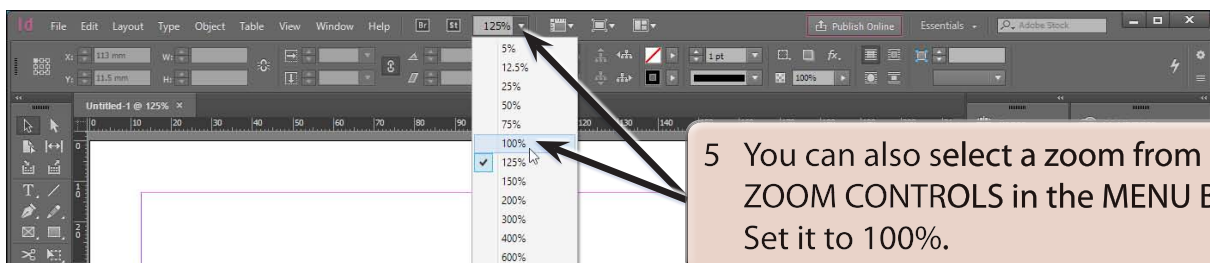 Id File Edit Layout Type Object Table View Window Help Br St 125% Publish Online Essentials Adobe Stock
X: 113 mm W: 1 pt fx.
Y: 11.5 mm H: 100%
Untitled-1 @ 125% ×
0 10 20 30 40 50 60 70 80 90 120 130 140
5%
12.5%
25%
50%
75%
100%
125%
150%
200%
300%
400%
600%
5 You can also select a zoom from
ZOOM CONTROLS in the MENU
Set it to 100%.